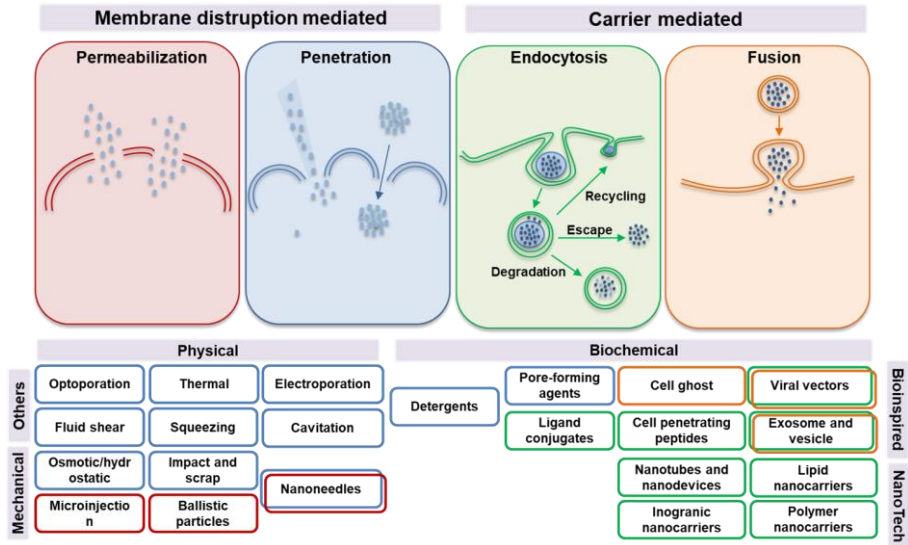 Membrane distruption mediated
Carrier mediated
Permeabilization
Penetration
Endocytosis
Fusion
Recycling
Escape
Degradation
Physical
Biochemical
Others
Mechanical
Optoporation
Thermal
Electroporation
Fluid shear
Squeezing
Cavitation
Osmotic/hydr
ostatic
Impact and
scrap
Nanoneedles
Microinjectio
n
Ballistic
particles
Detergents
Pore-forming
agents
Cell ghost
Viral vectors
Ligand
conjugates
Cell penetrating
peptides
Exosome and
vesicle
Nanotubes and
nanodevices
Lipid
nanocarriers
Inogranic
nanocarriers
Polymer
nanocarriers
Bioinspired
NanoTech